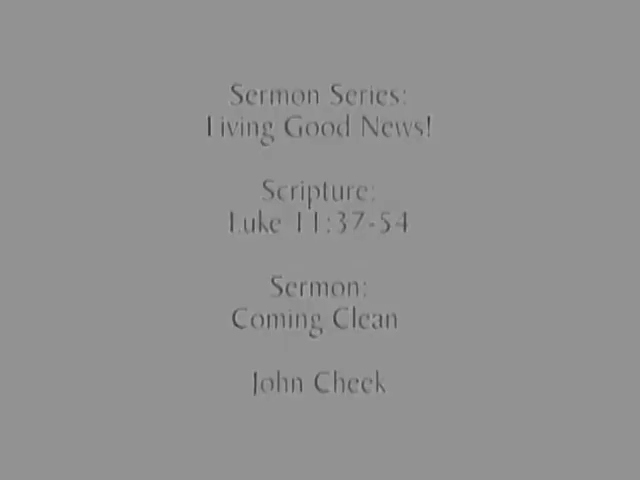 Sermon Series:
Living Good News!
Scripture:
Luke 11:37-54
Sermon:
Coming Clean
John Cheek